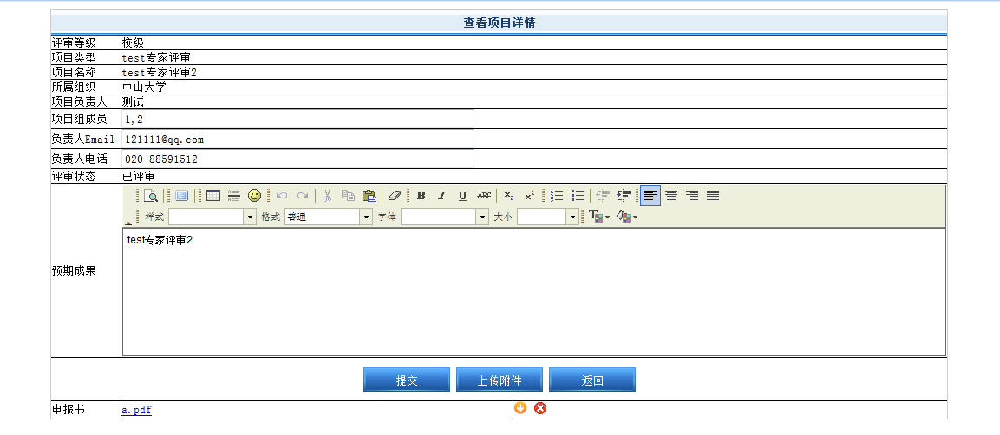 查看项目详情
评审等级 校级
项目类型 test专家评审
项目名称 test专家评审2
所属组织 中山大学
项目负责人 测试
项目组成员 1,2
负责人Email 121111@qq.com
负责人电话 020-88591512
评审状态 已评审
B I U ABC x₂ x²
样式 格式 普通 字体 大小
test专家评审2
预期成果
提交 上传附件 返回
申报书 a.pdf